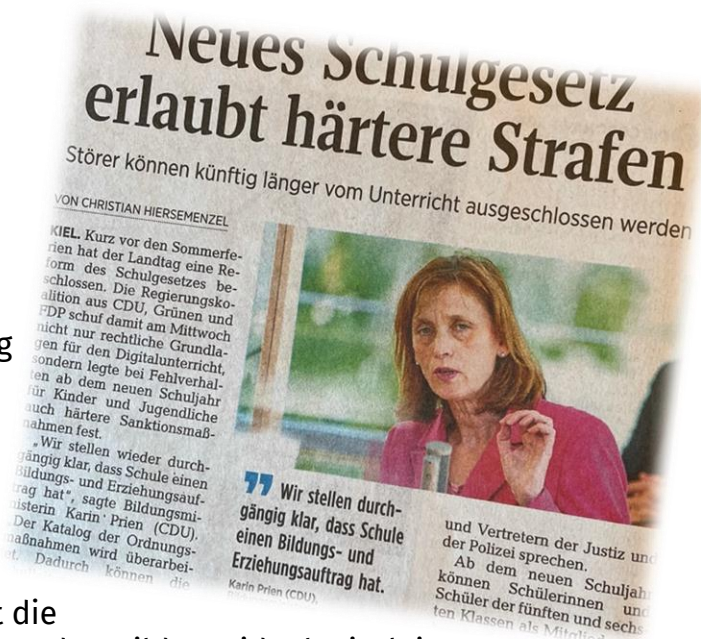 Neues Schulgesetz
erlaubt härtere Strafen
Störer können künftig länger vom Unterricht ausgeschlossen werden
VON CHRISTIAN HIERSEMENZEL
KIEL. Kurz vor den Sommerfe-
rien hat der Landtag eine Re-
form des Schulgesetzes be-
schlossen. Die Regierungsko-
alition aus CDU, Grünen und
FDP schuf damit am Mittwoch
nicht nur rechtliche Grundla-
gen für den Digitalunterricht,
sondern legte bei Fehlverhal-
ten ab dem neuen Schuljahr
für Kinder und Jugendliche
auch härtere Sanktionsmaß-
nahmen fest.
„Wir stellen wieder durch-
gängig klar, dass Schule einen
Bildungs- und Erziehungsauf-
trag hat“, sagte Bildungsmi-
nisterin Karin Prien (CDU).
Der Katalog der Ordnungs-
maßnahmen wird überarbei-
Dadurch können die
Wir stellen durch-
gängig klar, dass Schule
einen Bildungs- und
Erziehungsauftrag hat.
Karin Prien (CDU),
und Vertretern der Justiz und
der Polizei sprechen.
Ab dem neuen Schuljahr
können Schülerinnen und
Schüler der fünften und sechs-
ten Klassen als Mitglied
g
t die